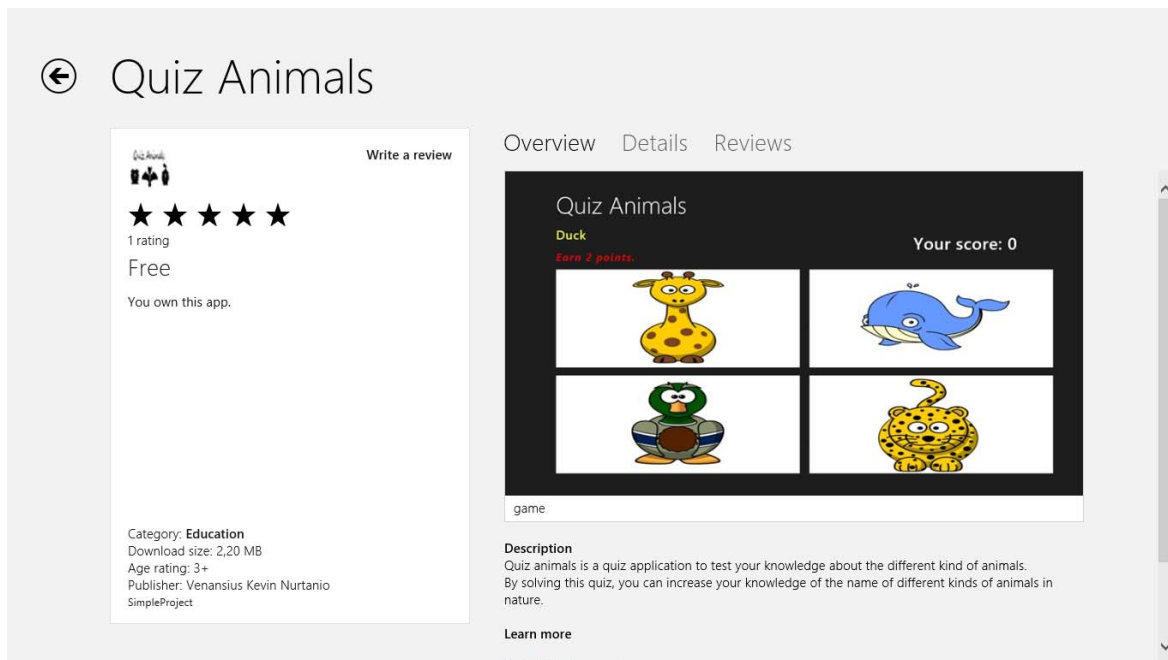 Quiz Animals
Quiz Animals
Write a review
1 rating
Free
You own this app.
Category: Education
Download size: 2,20 MB
Age rating: 3+
Publisher: Venansius Kevin Nurtanio
SimpleProject
Overview Details Reviews
Quiz Animals
Duck
Earn 2 points.
Your score: 0
game
Description
Quiz animals is a quiz application to test your knowledge about the different kind of animals.
By solving this quiz, you can increase your knowledge of the name of different kinds of animals in
nature.
Learn more